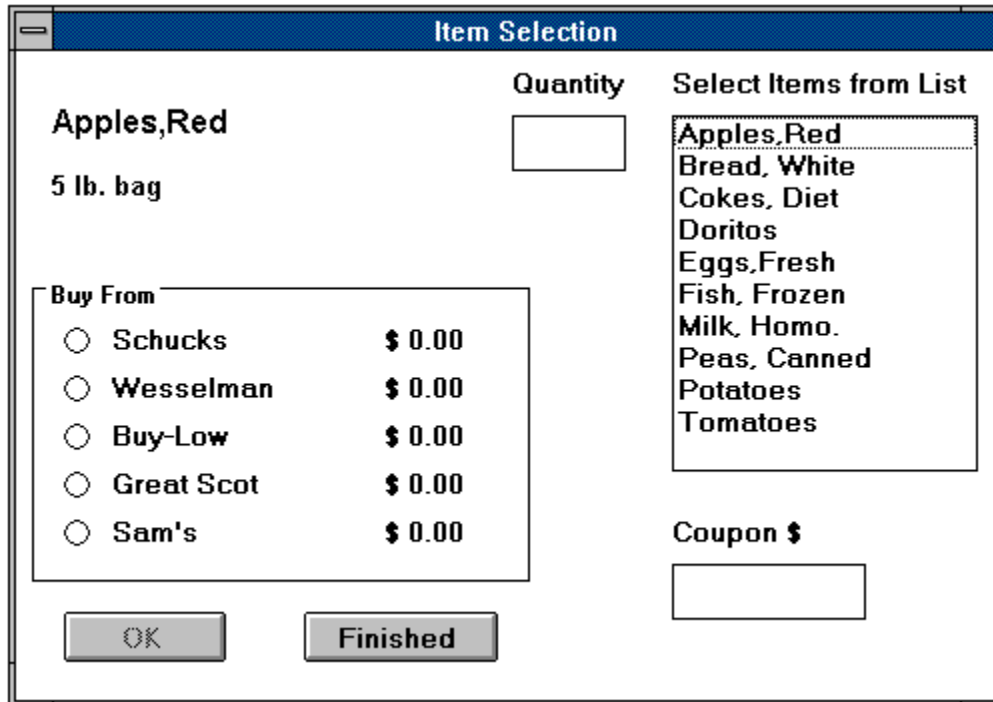 Item Selection
Quantity
Select Items from List
Apples,Red
5 lb. bag
Apples,Red
Bread, White
Cokes, Diet
Doritos
Eggs,Fresh
Fish, Frozen
Milk, Homo.
Peas, Canned
Potatoes
Tomatoes
Buy From
Schucks $ 0.00
Wesselman $ 0.00
Buy-Low $ 0.00
Great Scot $ 0.00
Sam's $ 0.00
Coupon $
OK
Finished